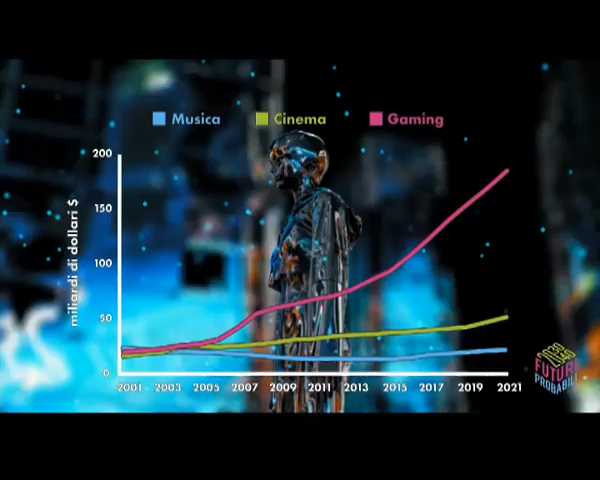 Musica Cinema Gaming
200
150
100
50
0
miliardi di dollari $
2001 2003 2005 2007 2009 2011 2013 2015 2017 2019 2021
FUTURI
PROBABILI